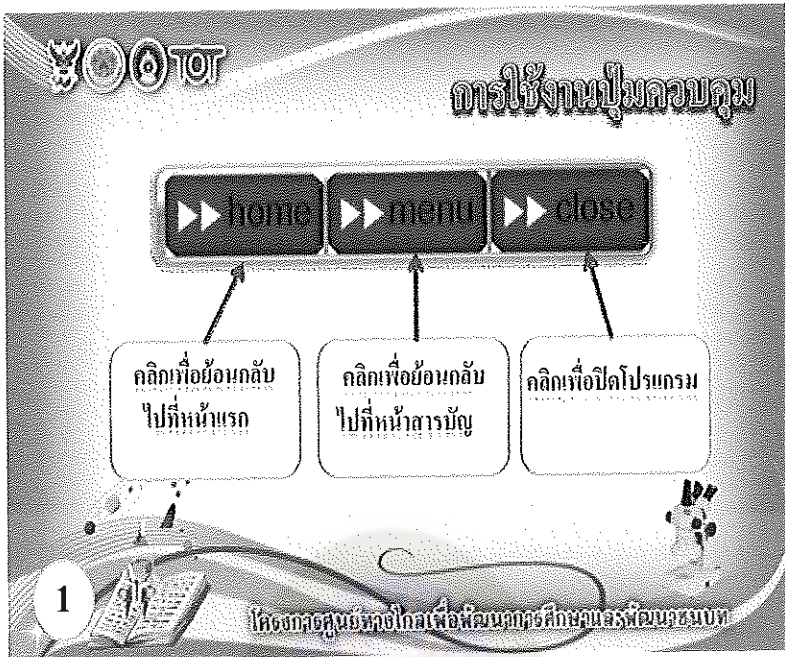 TOT
การใช้งานปุ่มควบคุม
home menu close
คลิกเพื่อย้อนกลับ
ไปที่หน้าแรก
คลิกเพื่อย้อนกลับ
ไปที่หน้าสารบัญ
คลิกเพื่อปิดโปรแกรม
1
โครงการศูนย์ทางไกลเพื่อพัฒนาการศึกษาและพัฒนาชนบท